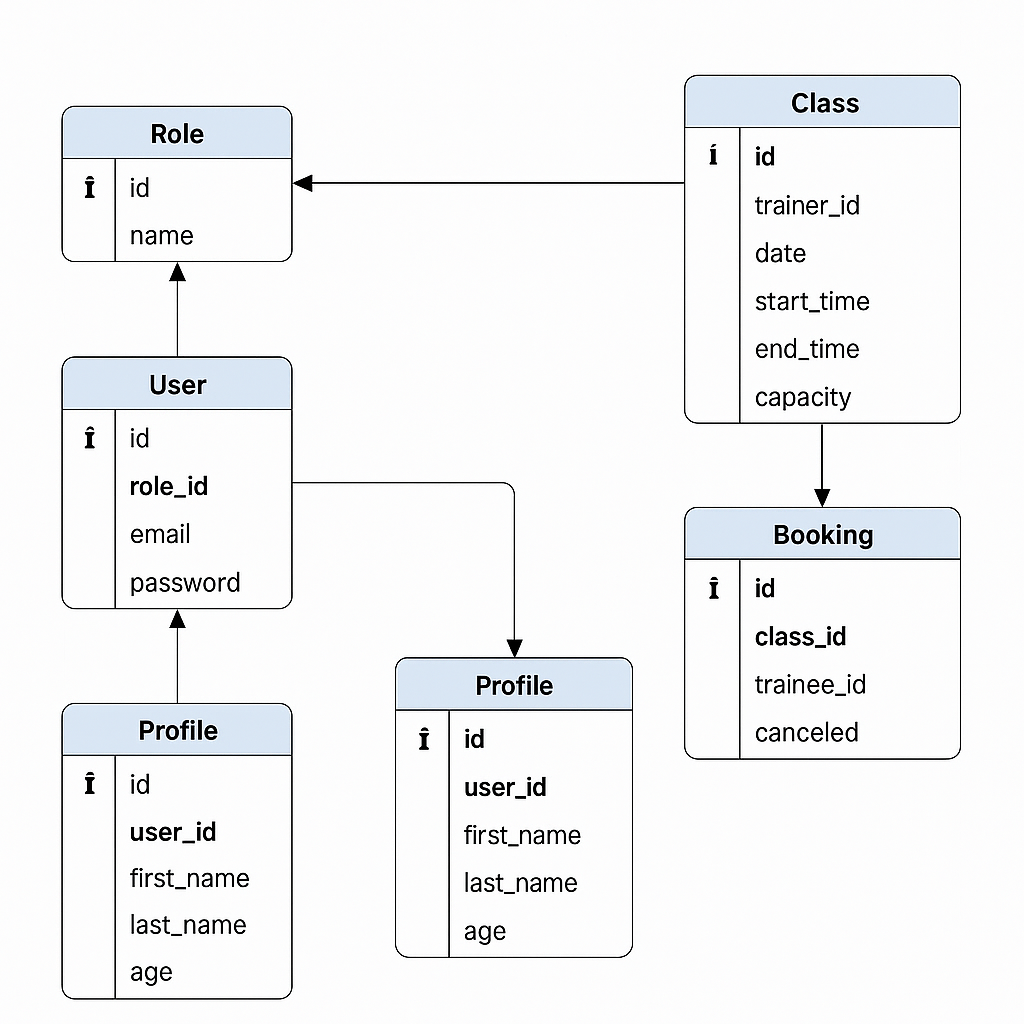 Role
Î id
name
Class
í id
trainer_id
date
start_time
end_time
capacity
User
Î id
role_id
email
password
Booking
Î id
class_id
trainee_id
canceled
Profile
Î id
user_id
first_name
last_name
age
Profile
Î id
user_id
first_name
last_name
age